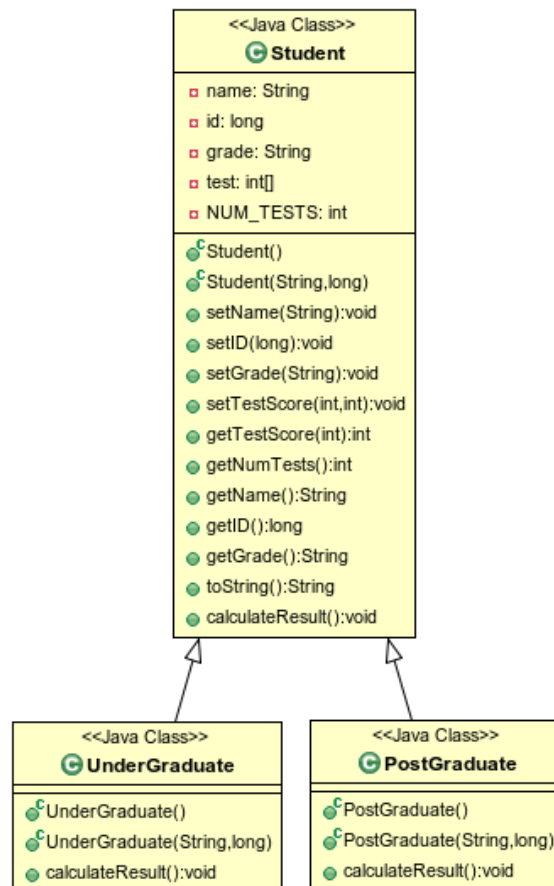 <<Java Class>>
C Student
name: String
id: long
grade: String
test: int[]
NUM_TESTS: int
C Student()
C Student(String,long)
setName(String):void
setID(long):void
setGrade(String):void
setTestScore(int,int):void
getTestScore(int):int
getNumTests():int
getName():String
getID():long
getGrade():String
toString():String
calculateResult():void
<<Java Class>>
C UnderGraduate
C UnderGraduate()
C UnderGraduate(String,long)
calculateResult():void
<<Java Class>>
C PostGraduate
C PostGraduate()
C PostGraduate(String,long)
calculateResult():void